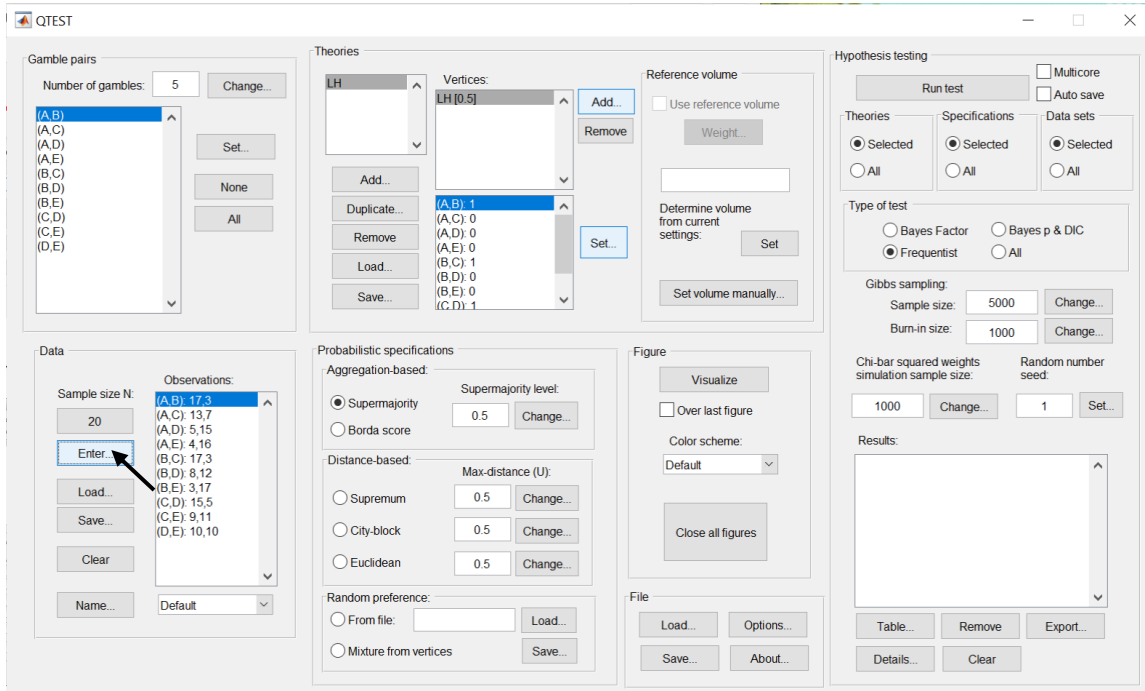 QTEST
Gamble pairs
Number of gambles: 5 Change...
(A,B)
(A,C)
(A,D)
(A,E)
(B,C)
(B,D)
(B,E)
(C,D)
(C,E)
(D,E)
Set...
None
All
Theories
LH
Add...
Duplicate...
Remove
Load...
Save...
Vertices:
LH [0.5]
Add...
Remove
(A,B): 1
(A,C): 0
(A,D): 0
(A,E): 0
(B,C): 1
(B,D): 0
(B,E): 0
(C,D): 1
Set...
Reference volume
Use reference volume
Weight...
Determine volume
from current
settings:
Set
Set volume manually...
Hypothesis testing
Run test
Multicore
Auto save
Theories
Selected
All
Specifications
Selected
All
Data sets
Selected
All
Type of test
Bayes Factor Bayes p & DIC
Frequentist All
Gibbs sampling:
Sample size: 5000 Change...
Burn-in size: 1000 Change...
Chi-bar squared weights
simulation sample size:
1000 Change...
Random number
seed:
1 Set...
Results:
Table... Remove Export...
Details... Clear
Data
Sample size N:
20
Enter...
Load...
Save...
Clear
Name... Default
Observations:
(A,B): 17,3
(A,C): 13,7
(A,D): 5,15
(A,E): 4,16
(B,C): 17,3
(B,D): 8,12
(B,E): 3,17
(C,D): 15,5
(C,E): 9,11
(D,E): 10,10
Probabilistic specifications
Aggregation-based:
Supermajority
Borda score
Supermajority level:
0.5 Change...
Distance-based:
Max-distance (U):
Supremum 0.5 Change...
City-block 0.5 Change...
Euclidean 0.5 Change...
Random preference:
From file: Load...
Mixture from vertices Save...
Figure
Visualize
Over last figure
Color scheme:
Default
Close all figures
File
Load... Options...
Save... About...